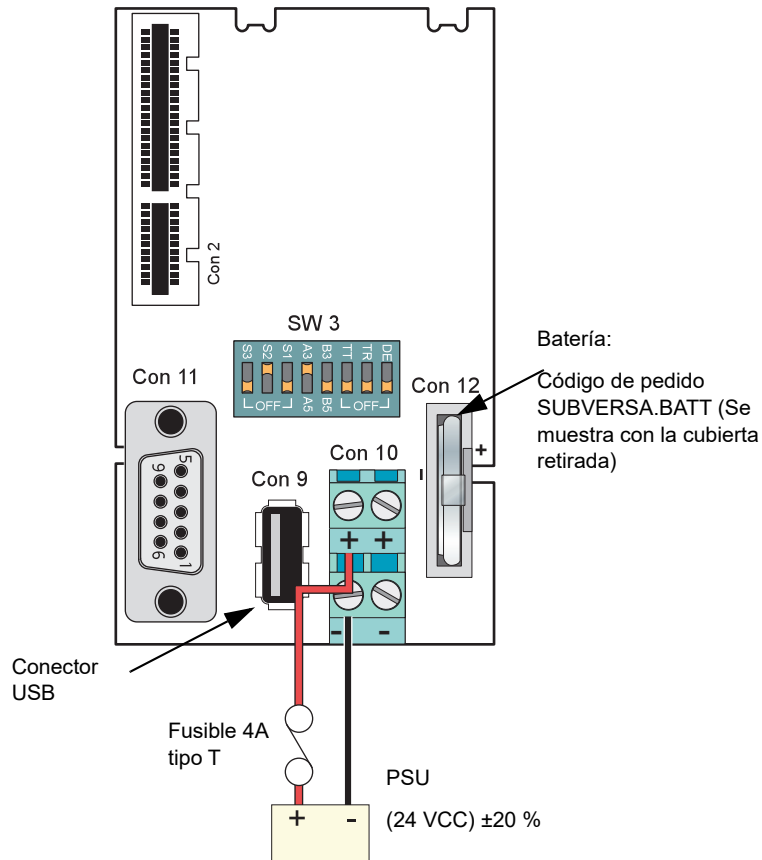 Con 2
SW 3
S3 S2 S1 A3 B3 TT TR DE
OFF A5 B5 OFF
Con 11
5
9
6
1
Con 9
Con 10
+ +
- -
Con 12
- +
Batería:
Código de pedido
SUBVERSA.BATT (Se
muestra con la cubierta
retirada)
Conector
USB
Fusible 4A
tipo T
PSU
(24 VCC) ±20 %
+ -